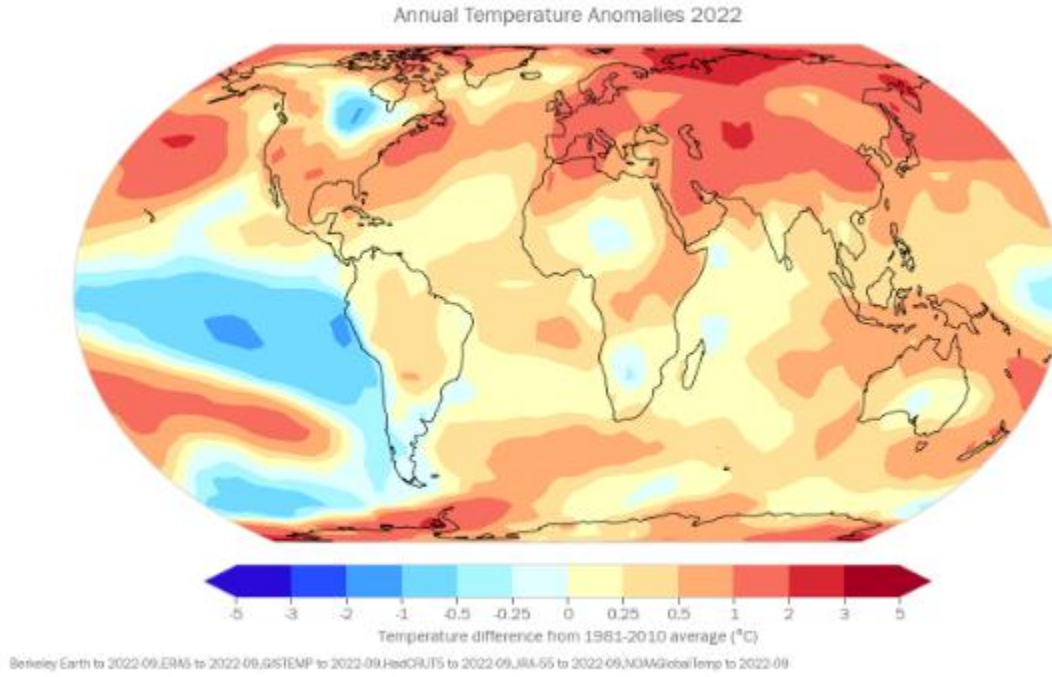 Annual Temperature Anomalies 2022
-5 -3 -2 -1 -0.5 -0.25 0 0.25 0.5 1 2 3 5
Temperature difference from 1981-2010 average (°C)
Berkeley Earth to 2022-09,ERA5 to 2022-09,GISTEMP to 2022-09,HadCRUT5 to 2022-09,JRA-55 to 2022-09,NOAAGlobalTemp to 2022-09